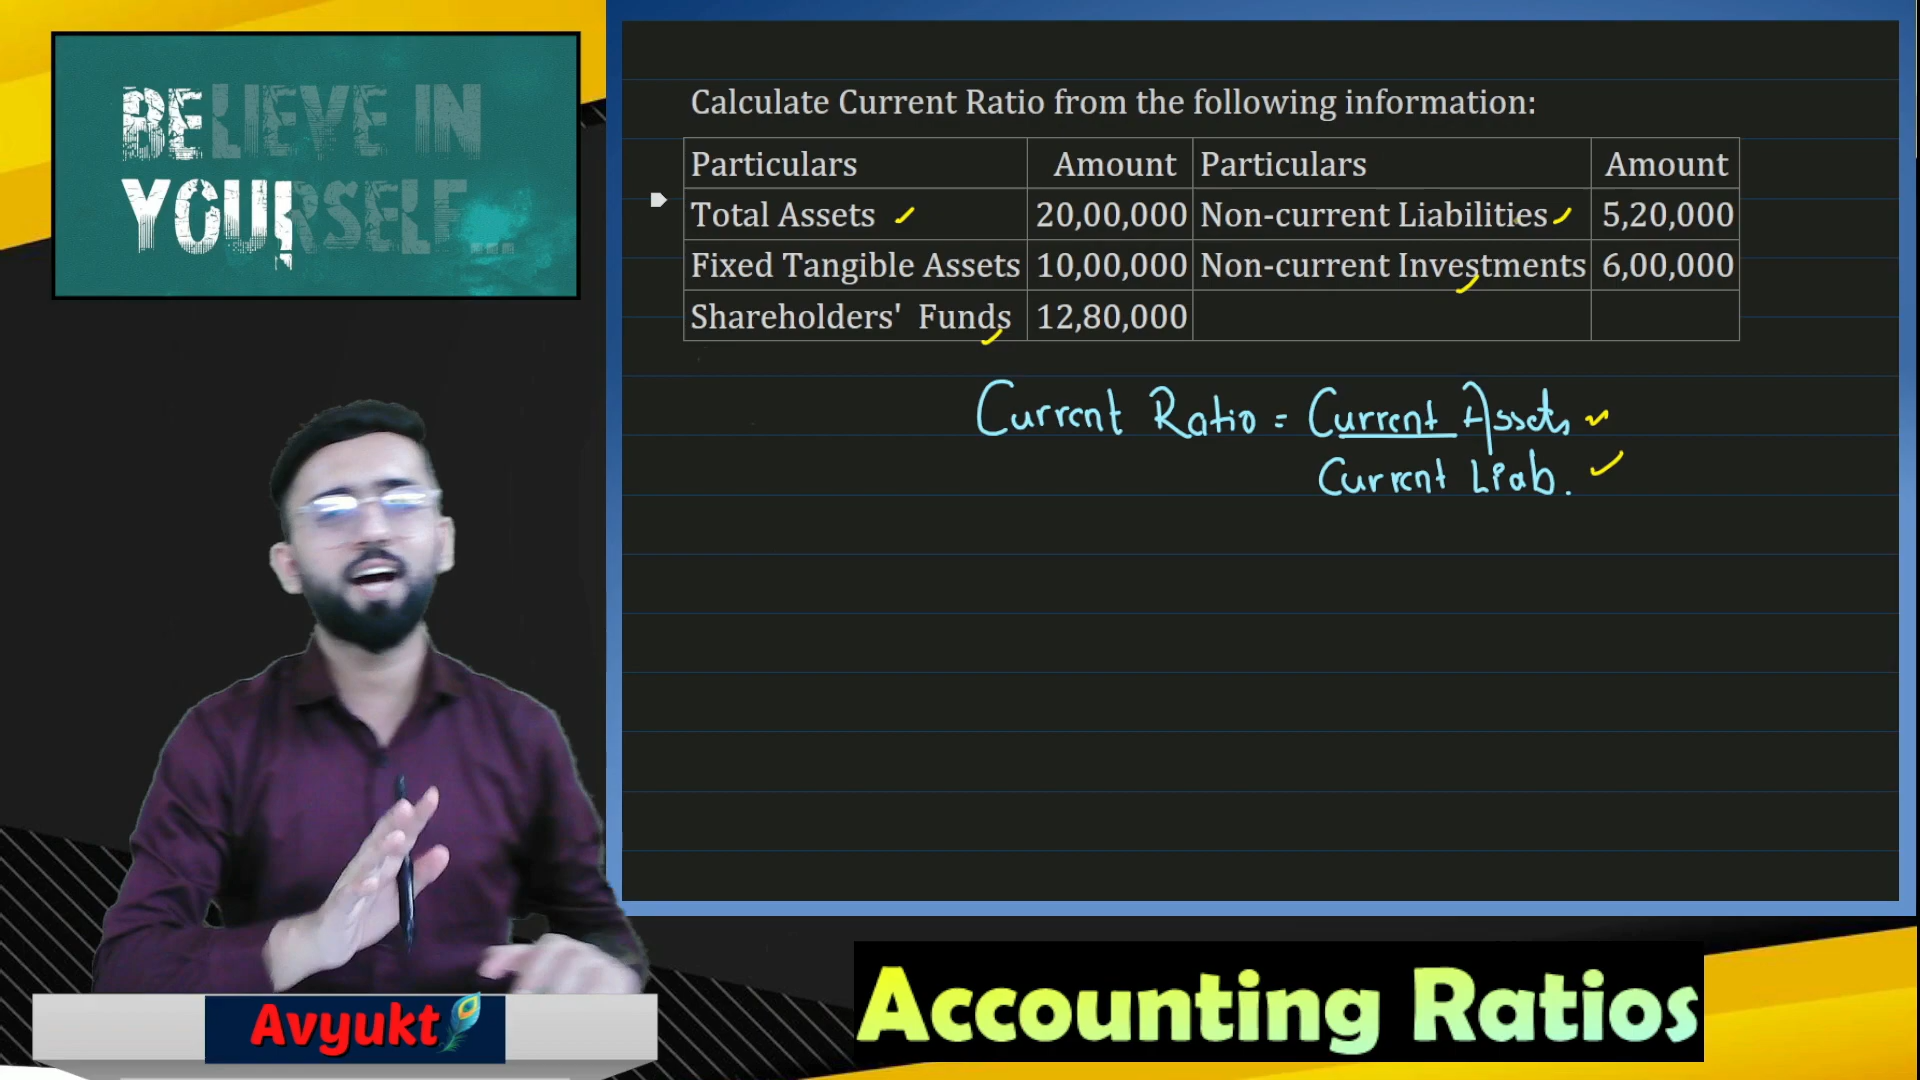 BELIEVE IN
YOURSELF...
Calculate Current Ratio from the following information:
Particulars Amount Particulars Amount
Total Assets 20,00,000 Non-current Liabilities 5,20,000
Fixed Tangible Assets 10,00,000 Non-current Investments 6,00,000
Shareholders' Funds 12,80,000
Current Ratio = Current Assets
Current Liab.
Avyukt
Accounting Ratios